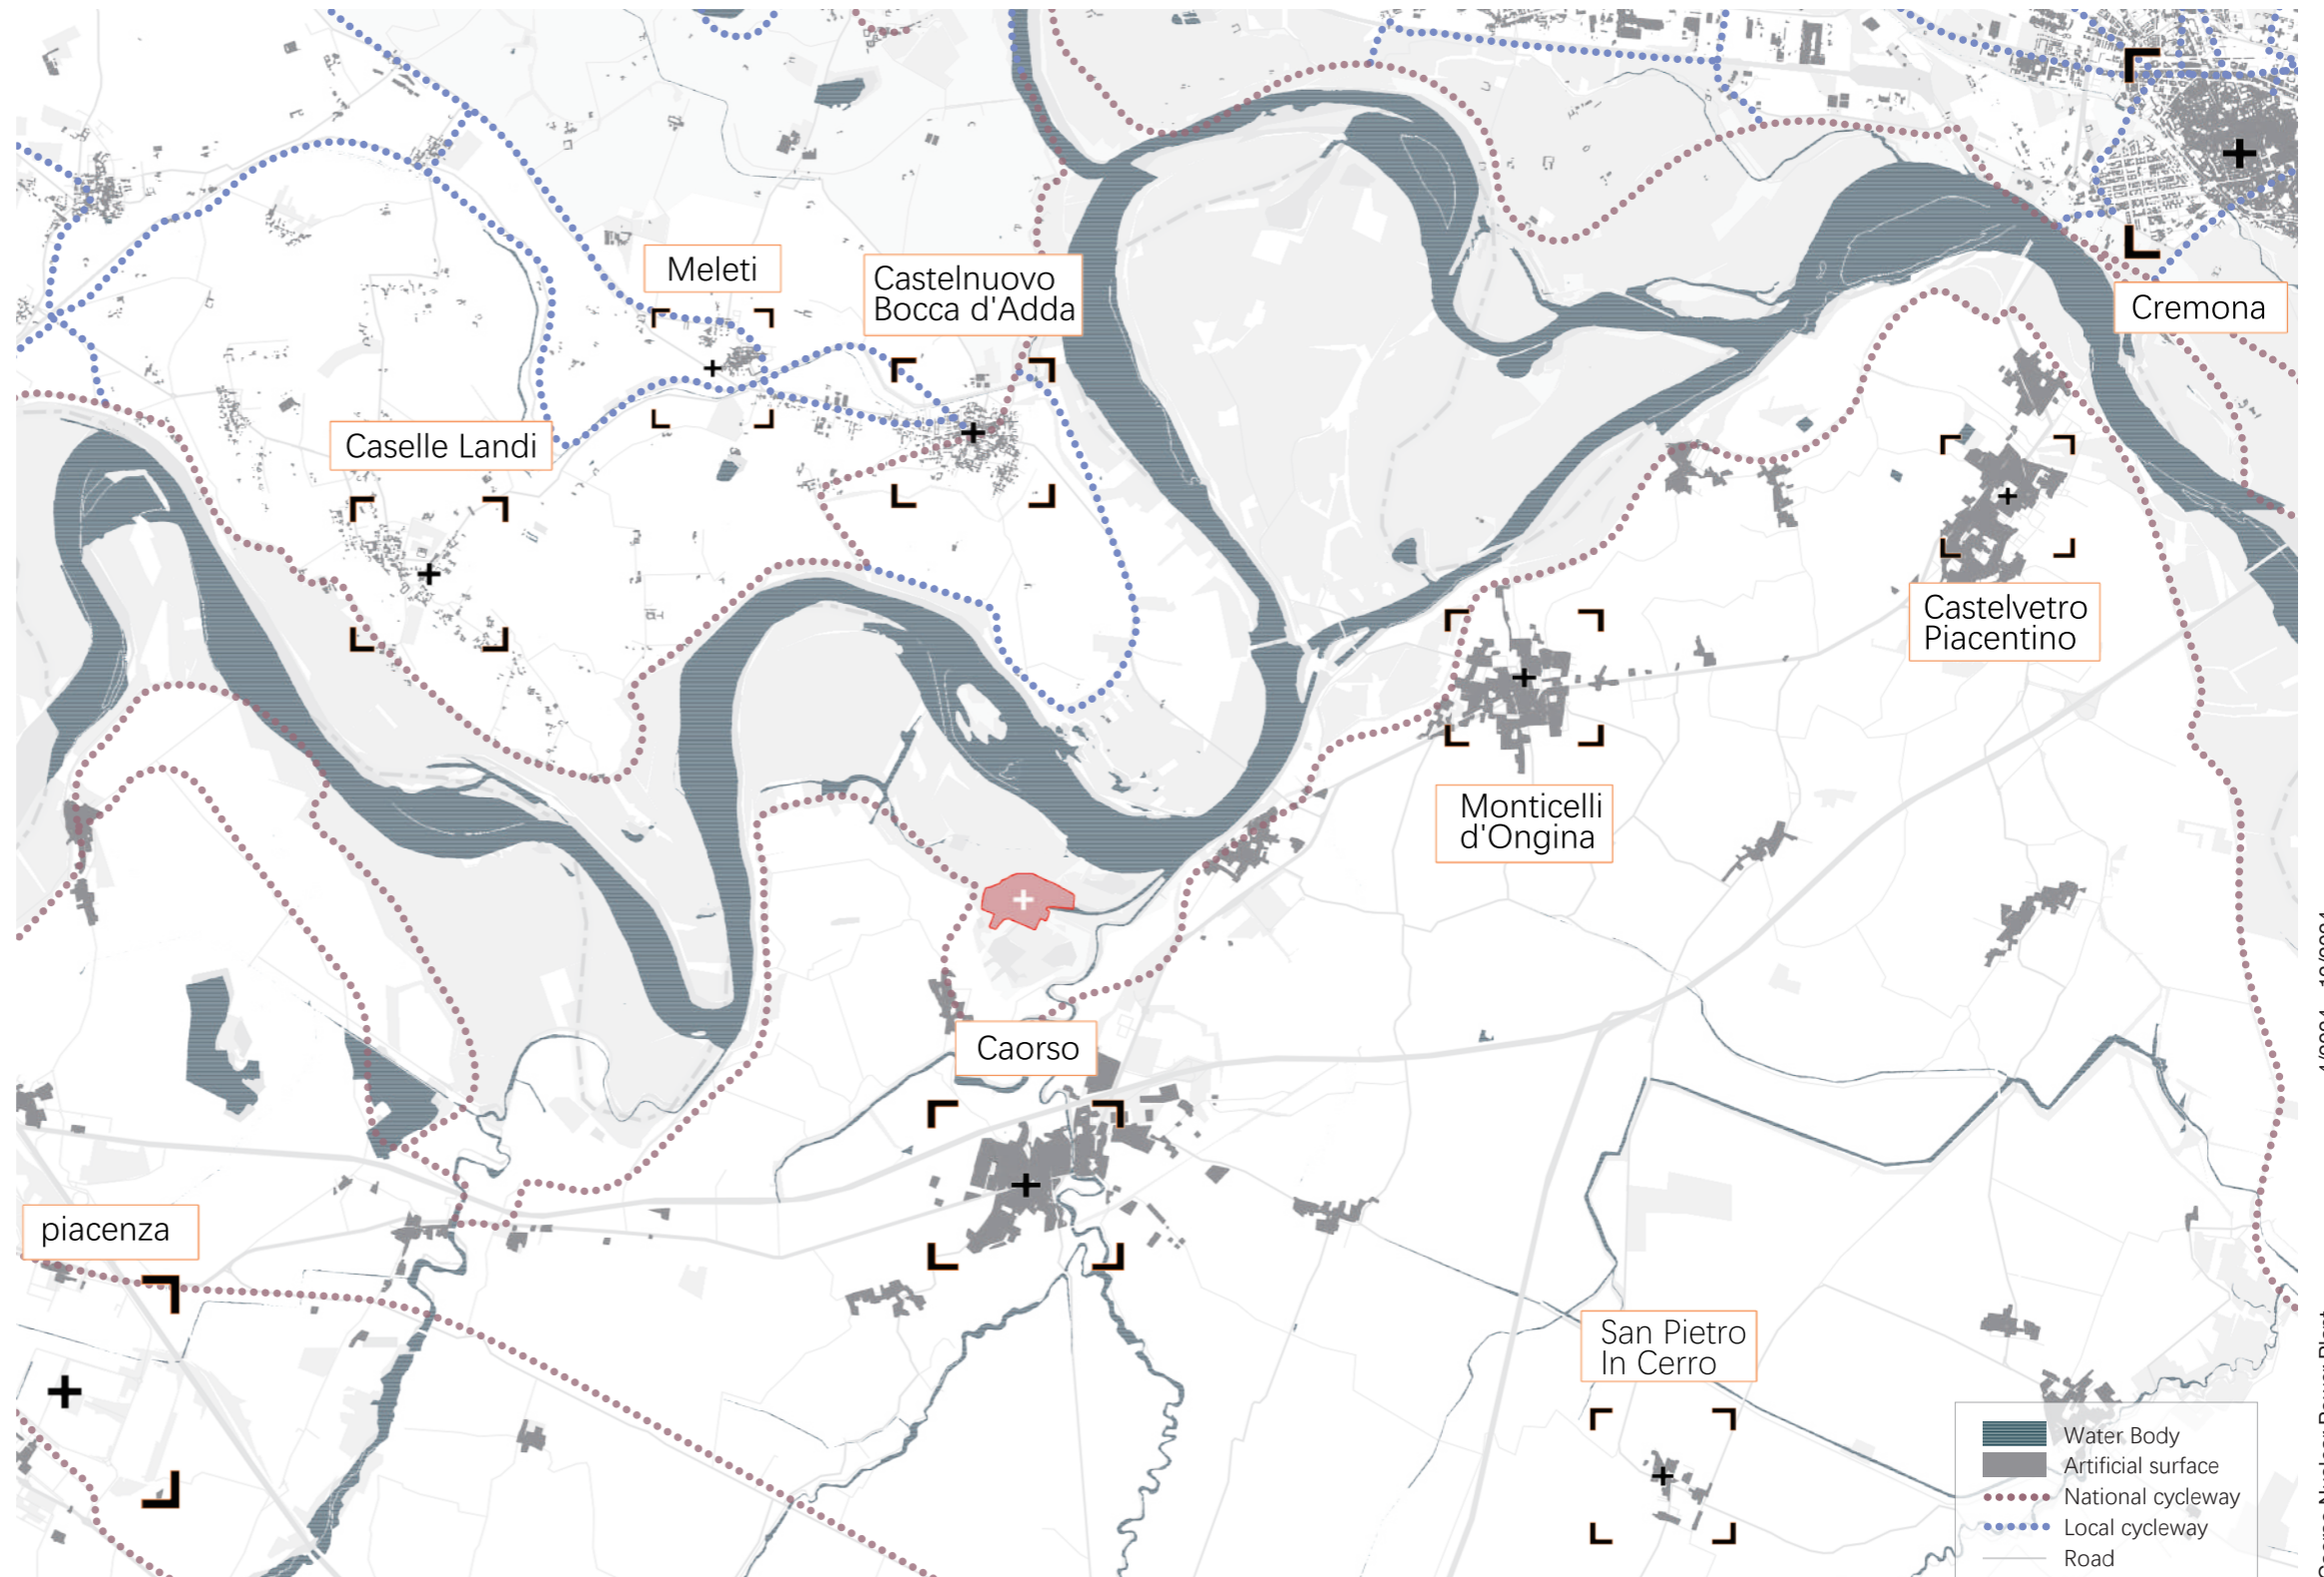 Meleti
Castelnuovo
Bocca d'Adda
Cremona
Caselle Landi
Castelvetro
Piacentino
Monticelli
d'Ongina
Caorso
piacenza
San Pietro
In Cerro
Water Body
Artificial surface
National cycleway
Local cycleway
Road